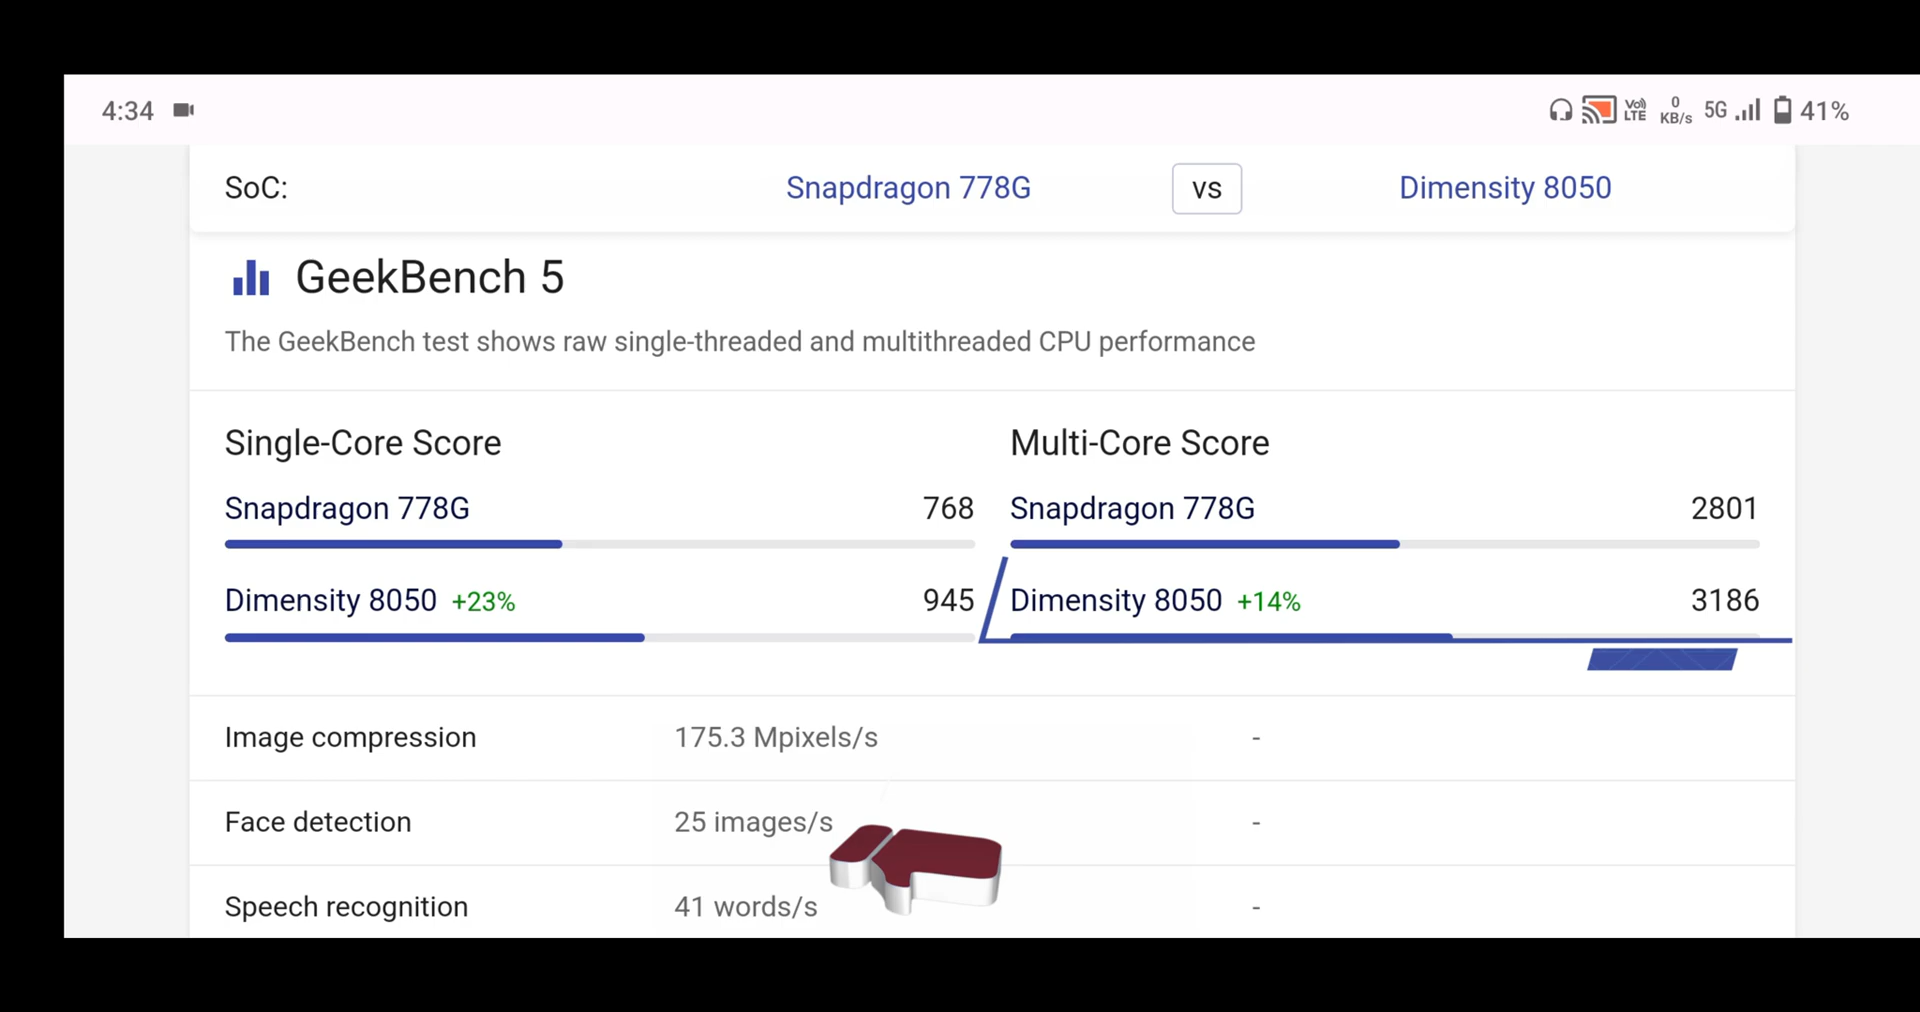 4:34
Vo) LTE
0 KB/s
5G
41%
SoC:
Snapdragon 778G
VS
Dimensity 8050
GeekBench 5
The GeekBench test shows raw single-threaded and multithreaded CPU performance
Single-Core Score
Snapdragon 778G 768
Dimensity 8050 +23% 945
Multi-Core Score
Snapdragon 778G 2801
Dimensity 8050 +14% 3186
Image compression 175.3 Mpixels/s -
Face detection 25 images/s -
Speech recognition 41 words/s -